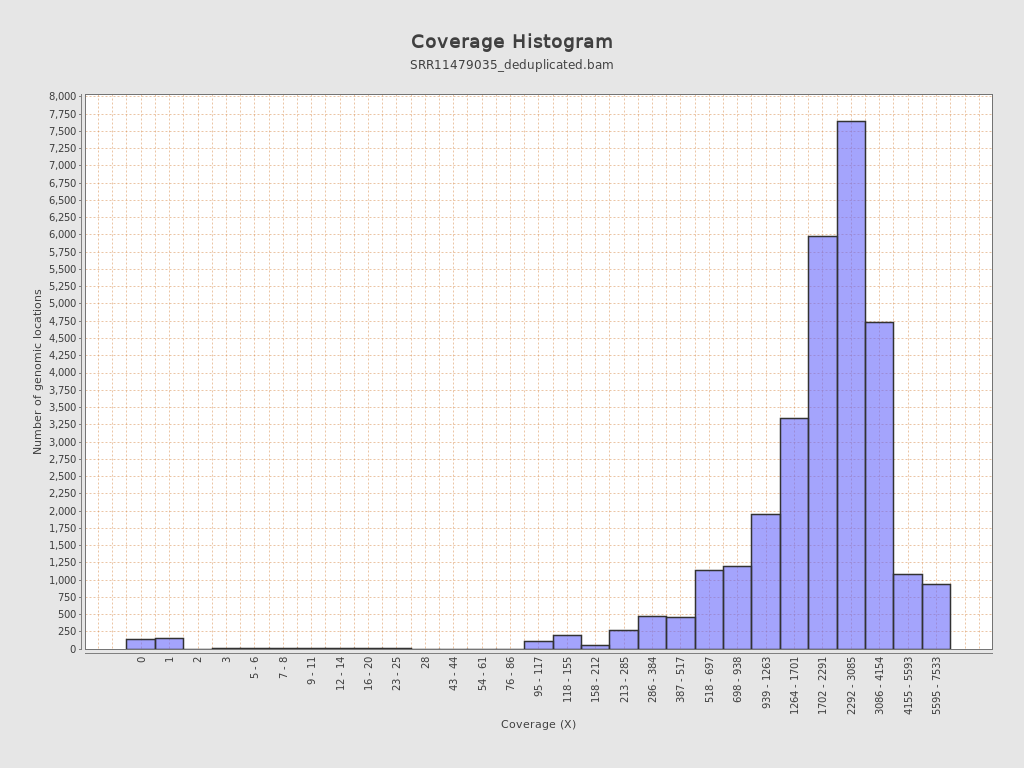 Coverage Histogram
SRR11479035_deduplicated.bam
Number of genomic locations
8,000
7,750
7,500
7,250
7,000
6,750
6,500
6,250
6,000
5,750
5,500
5,250
5,000
4,750
4,500
4,250
4,000
3,750
3,500
3,250
3,000
2,750
2,500
2,250
2,000
1,750
1,500
1,250
1,000
750
500
250
0
0
1
2
3
5 - 6
7 - 8
9 - 11
12 - 14
16 - 20
23 - 25
28
43 - 44
54 - 61
76 - 86
95 - 117
118 - 155
158 - 212
213 - 285
286 - 384
387 - 517
518 - 697
698 - 938
939 - 1263
1264 - 1701
1702 - 2291
2292 - 3085
3086 - 4154
4155 - 5593
5595 - 7533
Coverage (X)